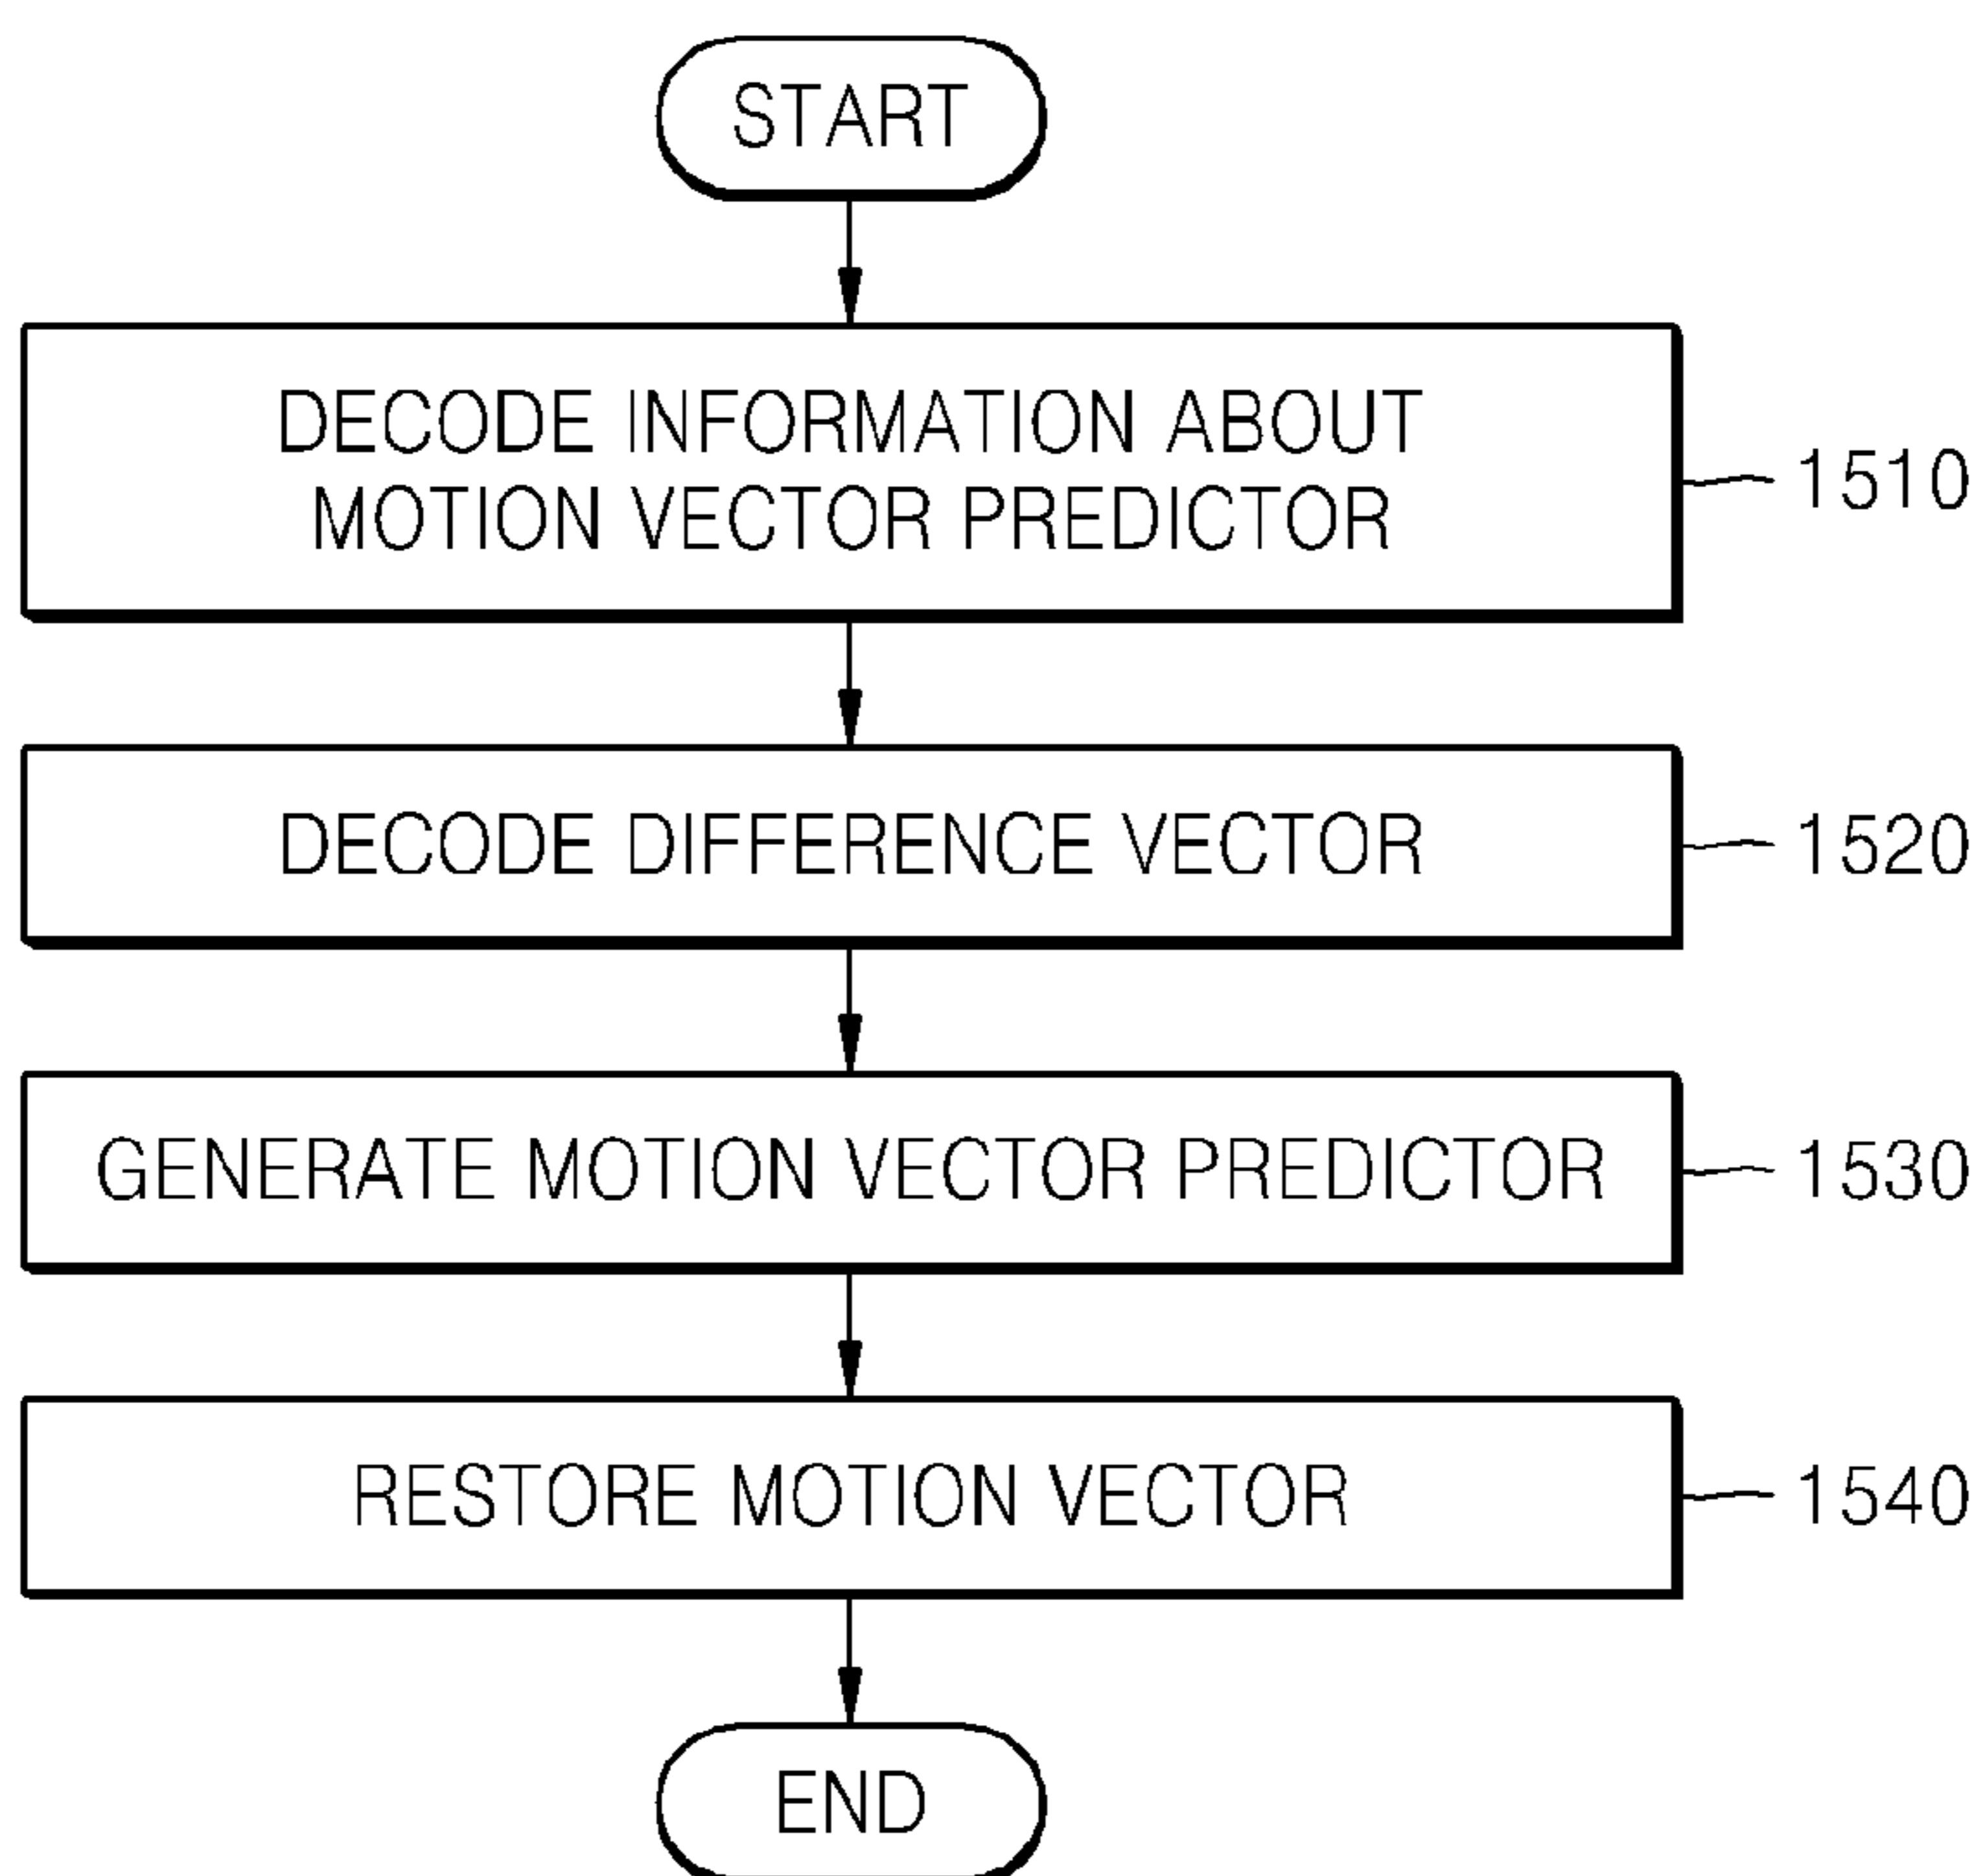 START
DECODE INFORMATION ABOUT
MOTION VECTOR PREDICTOR
1510
DECODE DIFFERENCE VECTOR
1520
GENERATE MOTION VECTOR PREDICTOR
1530
RESTORE MOTION VECTOR
1540
END